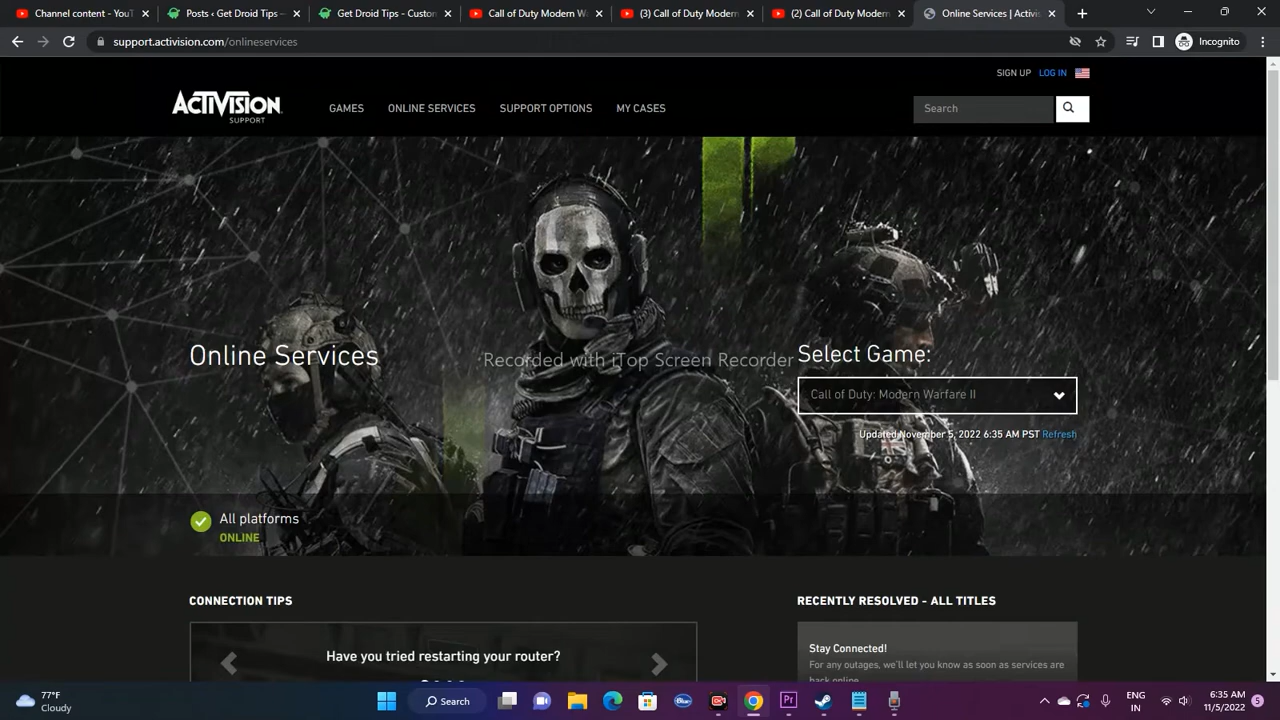 Channel content - YouT
Posts ‹ Get Droid Tips —
Get Droid Tips - Custon
Call of Duty Modern W
(3) Call of Duty Modern
(2) Call of Duty Modern
Online Services | Activis
support.activision.com/onlineservices
Incognito
SIGN UP LOG IN
ACTIVISION
SUPPORT
GAMES ONLINE SERVICES SUPPORT OPTIONS MY CASES
Search
Online Services
Recorded with iTop Screen Recorder
Select Game:
Call of Duty: Modern Warfare II
Updated November 5, 2022 6:35 AM PST Refresh
All platforms
ONLINE
CONNECTION TIPS
RECENTLY RESOLVED - ALL TITLES
Have you tried restarting your router?
Stay Connected!
For any outages, we'll let you know as soon as services are
back online.
77°F
Cloudy
Search
Pr
ENG
IN
6:35 AM
11/5/2022
5